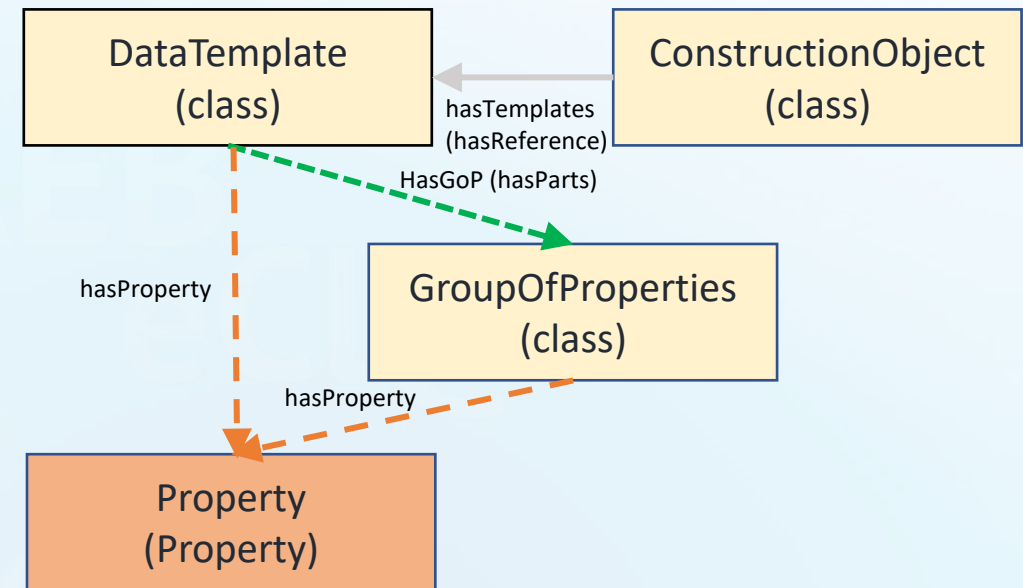 DataTemplate
(class)
ConstructionObject
(class)
hasTemplates
(hasReference)
HasGoP (hasParts)
hasProperty
GroupOfProperties
(class)
hasProperty
Property
(Property)